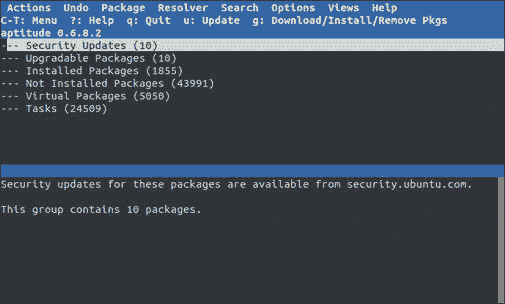 Actions Undo Package Resolver Search Options Views Help
C-T: Menu ?: Help q: Quit u: Update g: Download/Install/Remove Pkgs
aptitude 0.6.8.2
--- Security Updates (10)
--- Upgradable Packages (10)
--- Installed Packages (1855)
--- Not Installed Packages (43991)
--- Virtual Packages (5050)
--- Tasks (24509)
Security updates for these packages are available from security.ubuntu.com.
This group contains 10 packages.